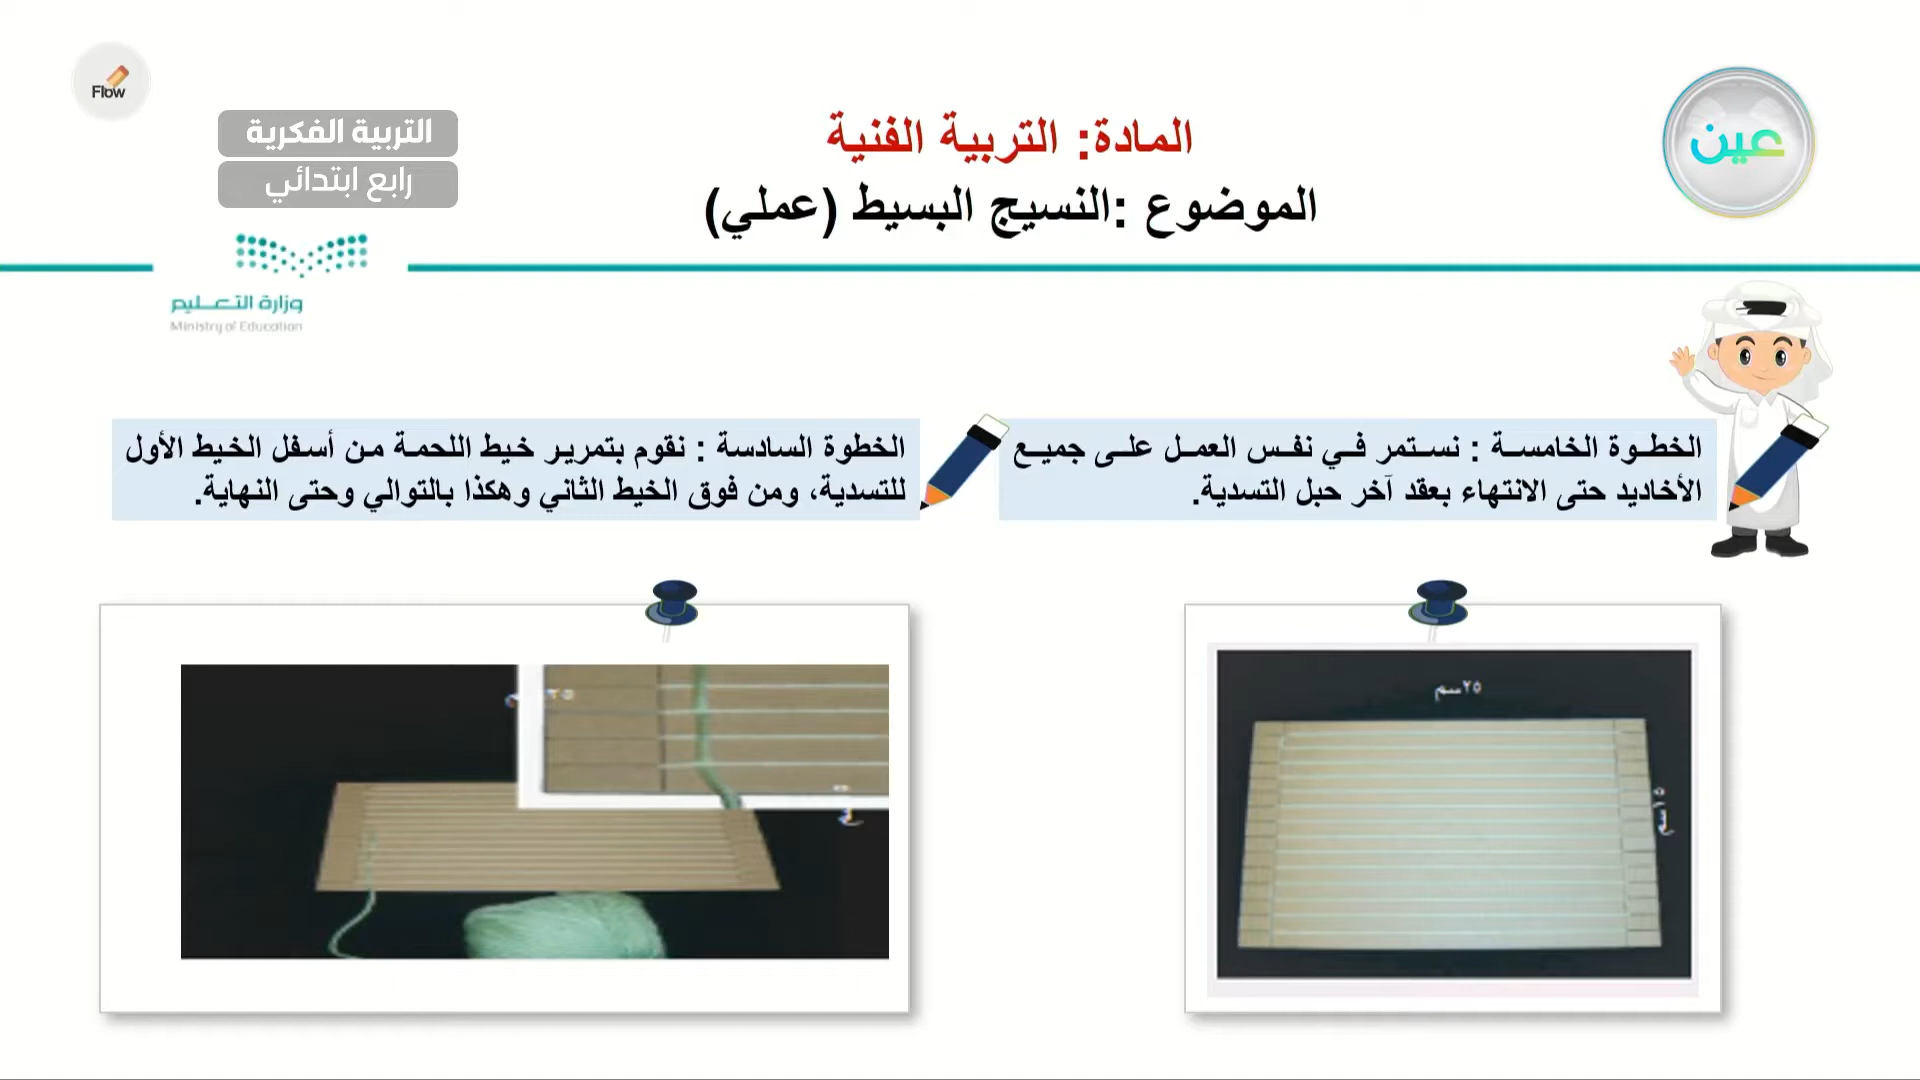 Flow
عين
المادة: التربية الفنية
الموضوع :النسيج البسيط (عملي)
التربية الفكرية
رابع ابتدائي
وزارة التعليم
Ministry of Education
الخطوة الخامسة : نستمر في نفس العمل على جميع
الأخاديد حتى الانتهاء بعقد آخر حبل التسدية.
الخطوة السادسة : نقوم بتمرير خيط اللحمة من أسفل الخيط الأول
للتسدية، ومن فوق الخيط الثاني وهكذا بالتوالي وحتى النهاية.
٢٥سم
١٥سم